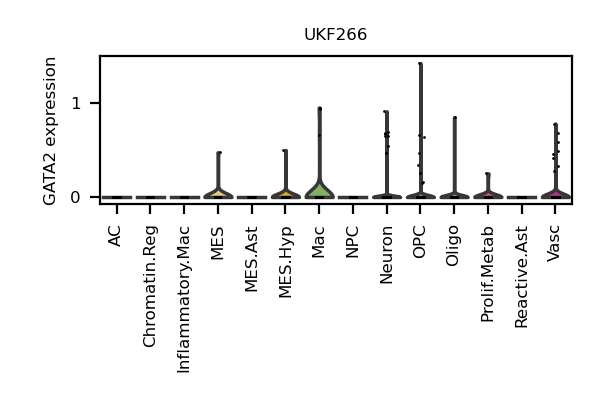 UKF266
GATA2 expression
1
0
AC
Chromatin.Reg
Inflammatory.Mac
MES
MES.Ast
MES.Hyp
Mac
NPC
Neuron
OPC
Oligo
Prolif.Metab
Reactive.Ast
Vasc